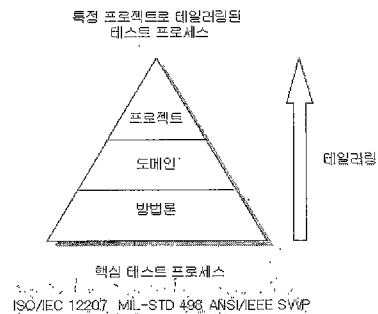 특정 프로젝트로 테일러링된
테스트 프로세스
프로젝트
도메인
테일러링
방법론
핵심 테스트 프로세스
ISO/IEC 12207, MIL-STD 498, ANSI/IEEE SVVP